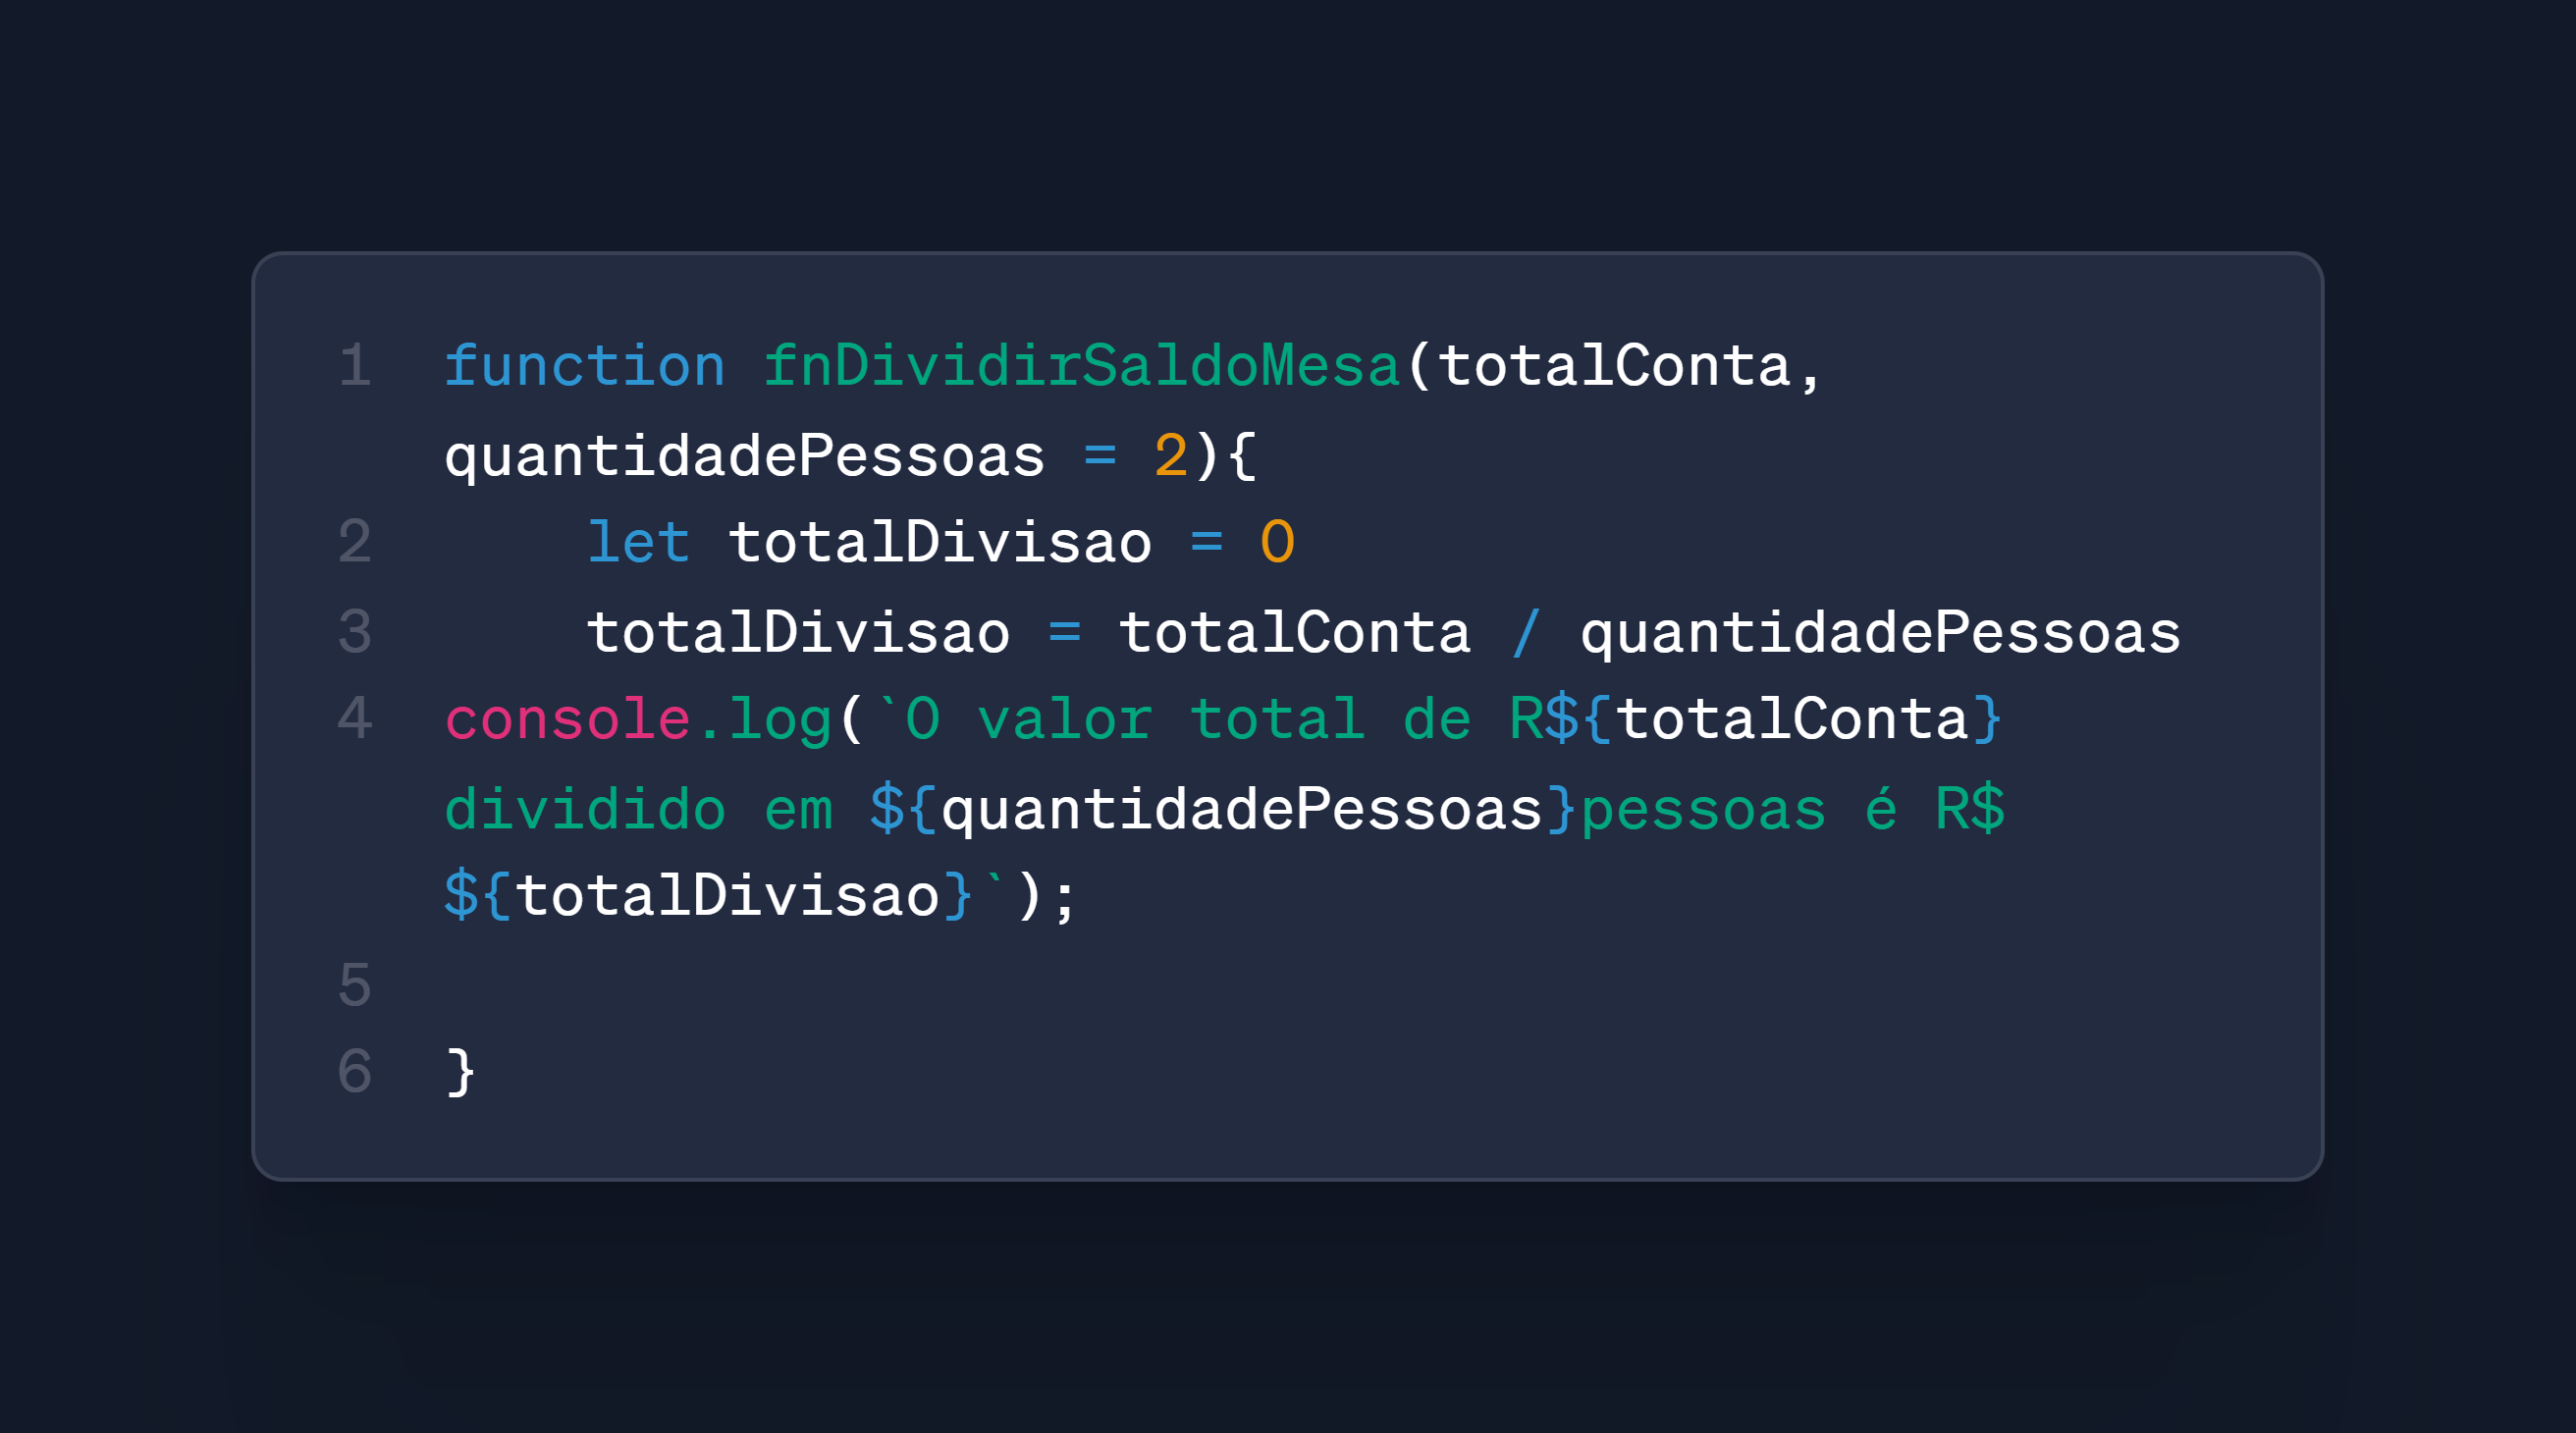 1 function fnDividirSaldoMesa(totalConta,
quantidadePessoas = 2){
2     let totalDivisao = 0
3     totalDivisao = totalConta / quantidadePessoas
4 console.log(`O valor total de R${totalConta}
dividido em ${quantidadePessoas}pessoas é R$
${totalDivisao}`);
5
6 }